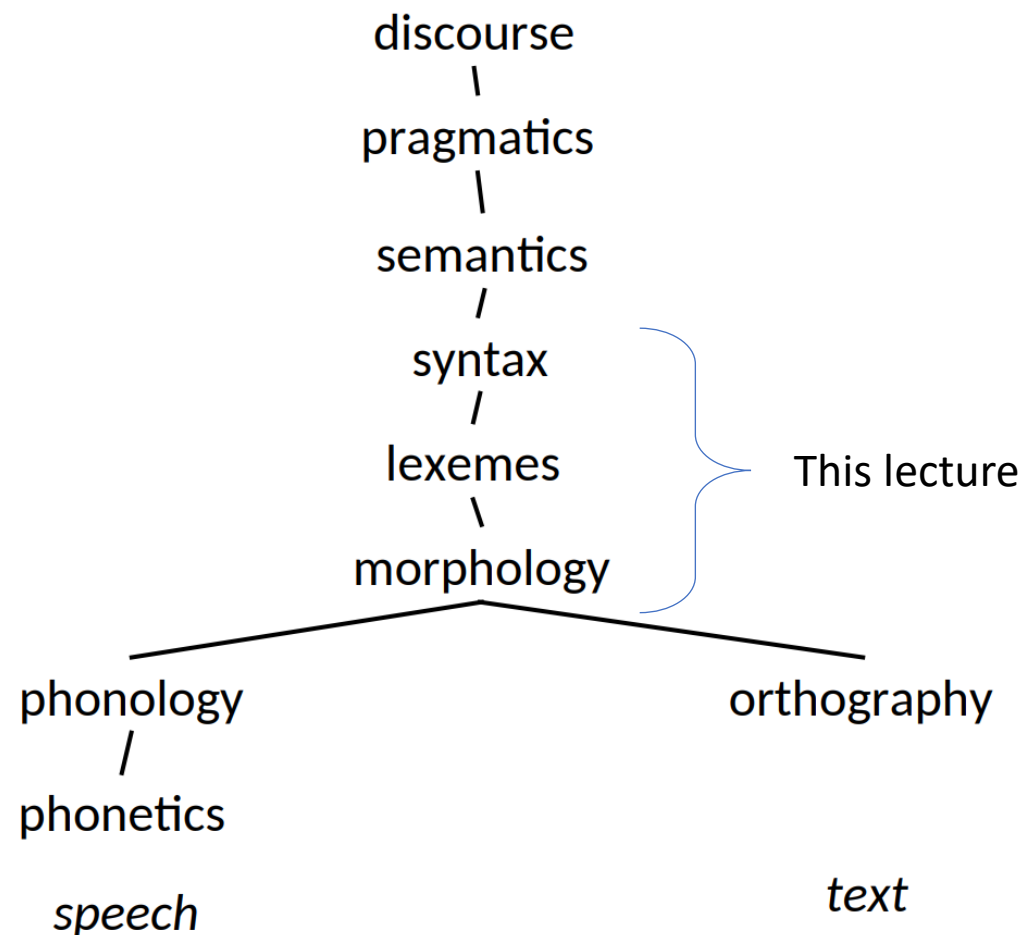 discourse
pragmatics
semantics
syntax
lexemes
This lecture
morphology
phonology
orthography
phonetics
text
speech